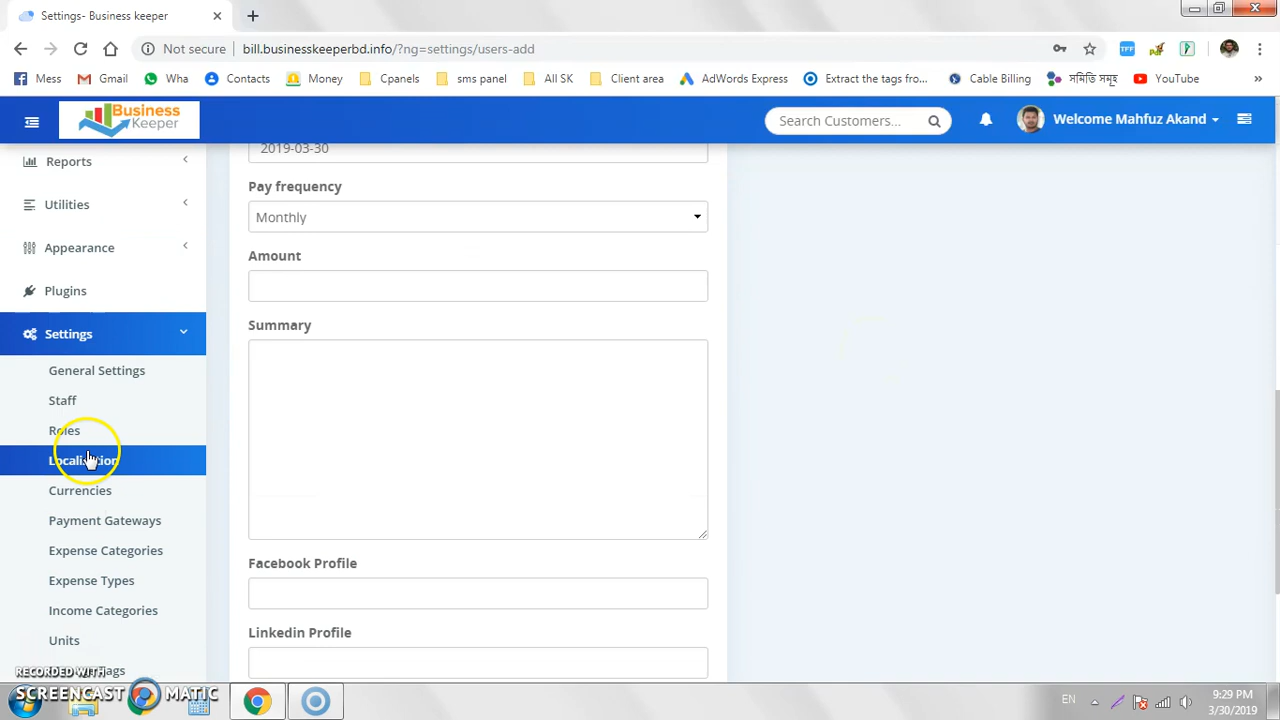 Settings- Business keeper
Not secure
bill.businesskeeperbd.info/?ng=settings/users-add
Mess
Gmail
Wha
Contacts
Money
Cpanels
sms panel
All SK
Client area
AdWords Express
Extract the tags fro...
Cable Billing
সমিতি সমূহ
YouTube
»
Business
Keeper
Search Customers...
Welcome Mahfuz Akand
Reports
Utilities
Appearance
Plugins
Settings
General Settings
Staff
Roles
Localization
Currencies
Payment Gateways
Expense Categories
Expense Types
Income Categories
Units
2019-03-30
Pay frequency
Monthly
Amount
Summary
Facebook Profile
Linkedin Profile
RECORDED WITH
SCREENCAST MATIC
EN
9:29 PM
3/30/2019